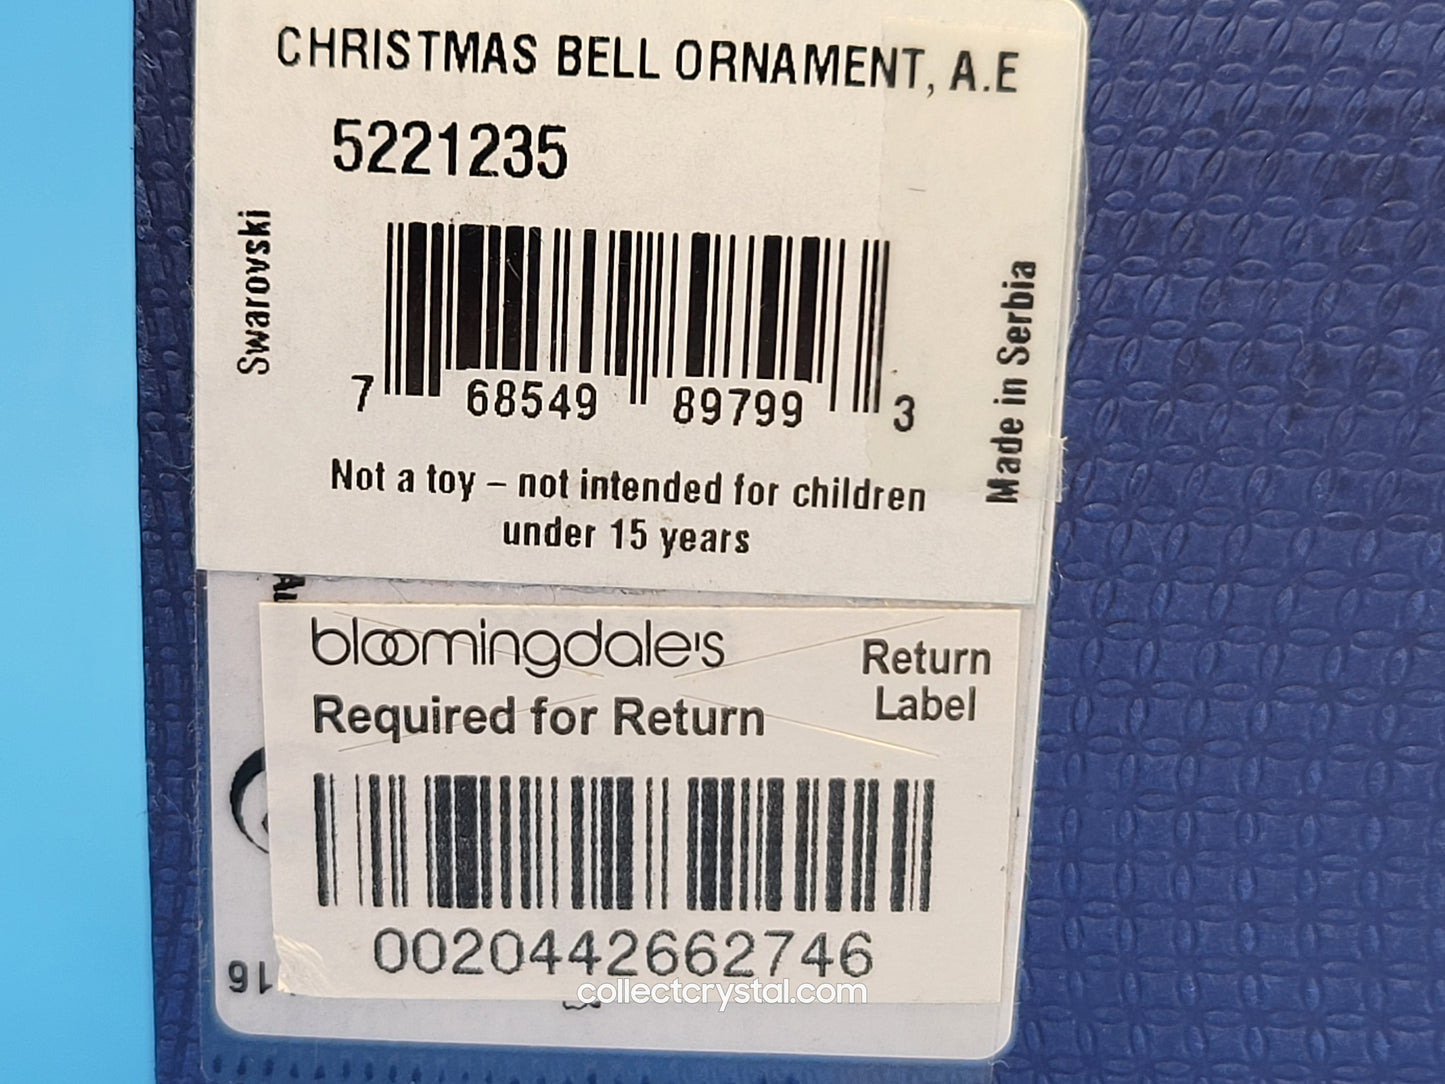 CHRISTMAS BELL ORNAMENT, A.E
5221235
Swarovski
7 68549 89799 3
Made in Serbia
Not a toy – not intended for children
under 15 years
bloomingdale's
Return
Label
Required for Return
0020442662746
collectcrystal.com